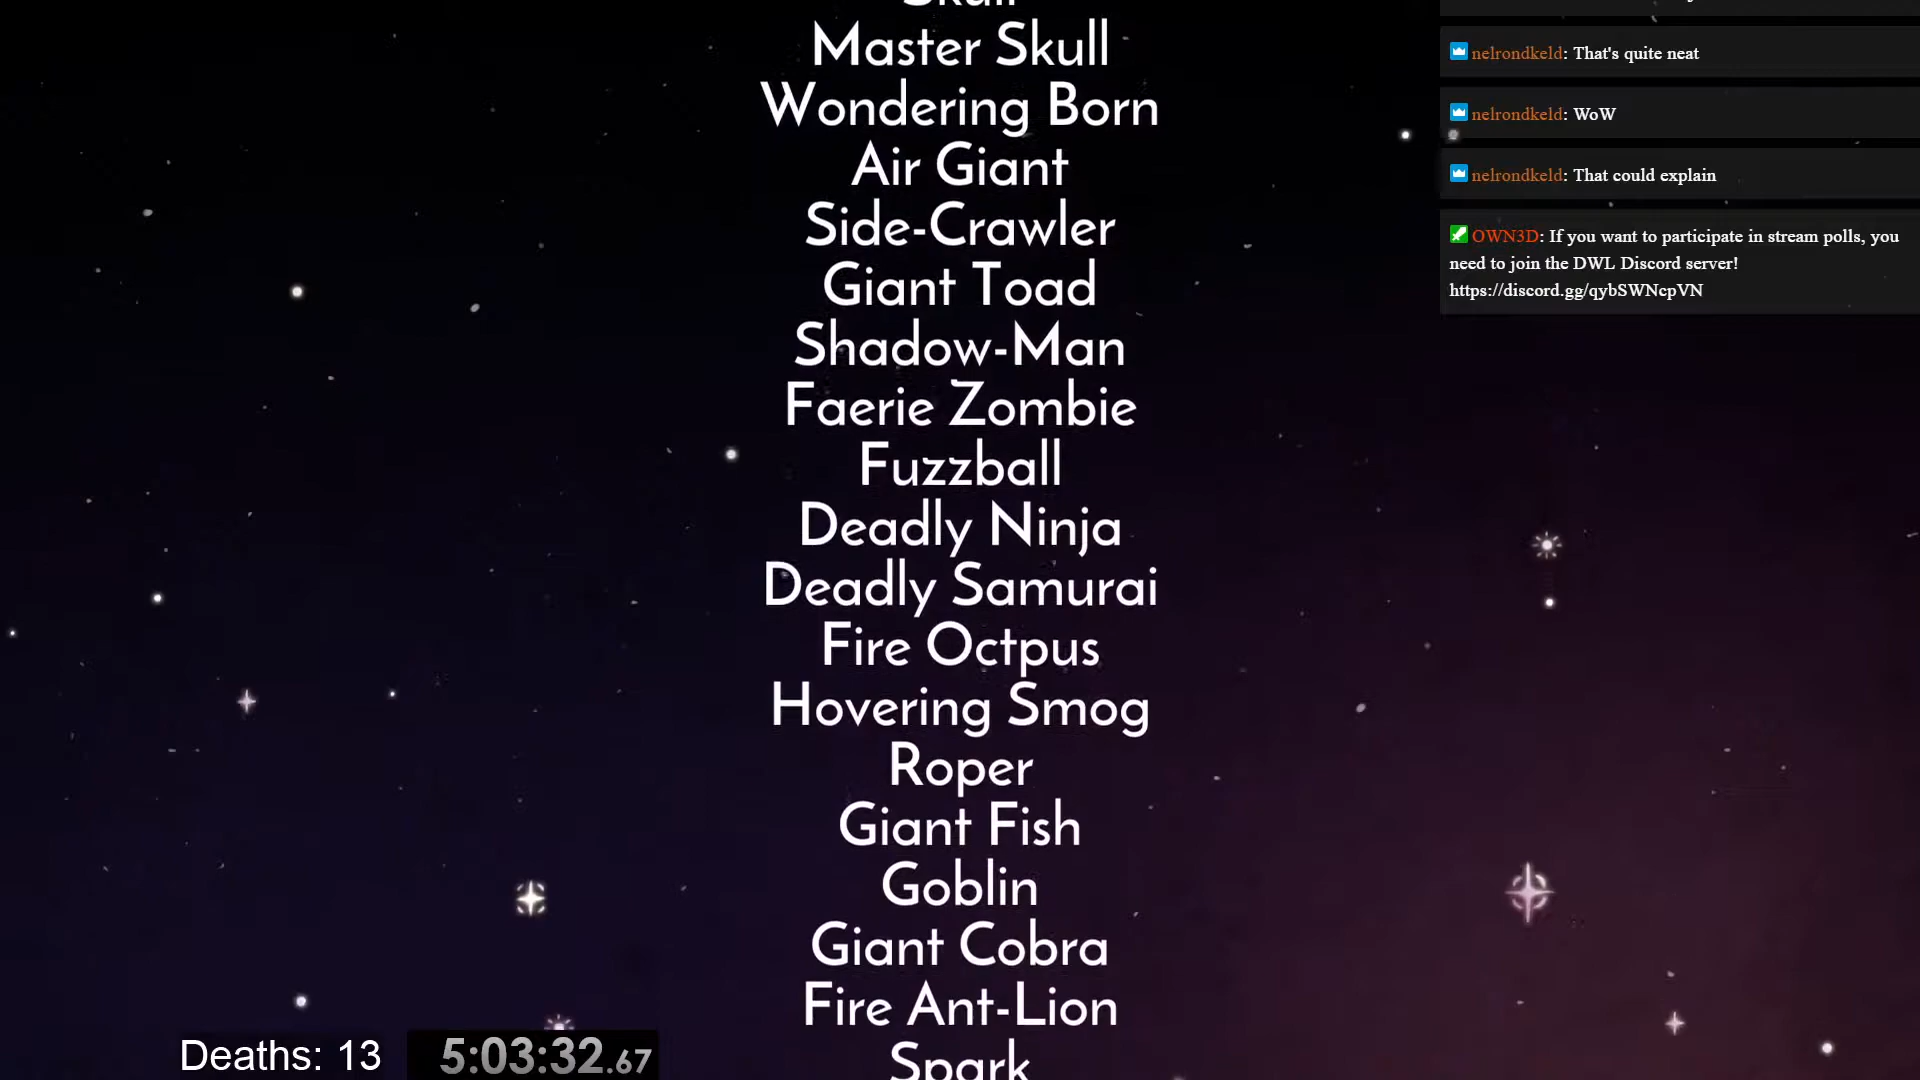 Skull
Master Skull
Wondering Born
Air Giant
Side-Crawler
Giant Toad
Shadow-Man
Faerie Zombie
Fuzzball
Deadly Ninja
Deadly Samurai
Fire Octpus
Hovering Smog
Roper
Giant Fish
Goblin
Giant Cobra
Fire Ant-Lion
Spark
nelrondkeld: That's quite neat
nelrondkeld: WoW
nelrondkeld: That could explain
OWN3D: If you want to participate in stream polls, you
need to join the DWL Discord server!
https://discord.gg/qybSWNcpVN
Deaths: 13
5:03:32.67